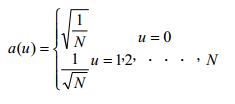 a(u) = { √(1/N)   u = 0
1/√N   u = 1,2, · · · , N